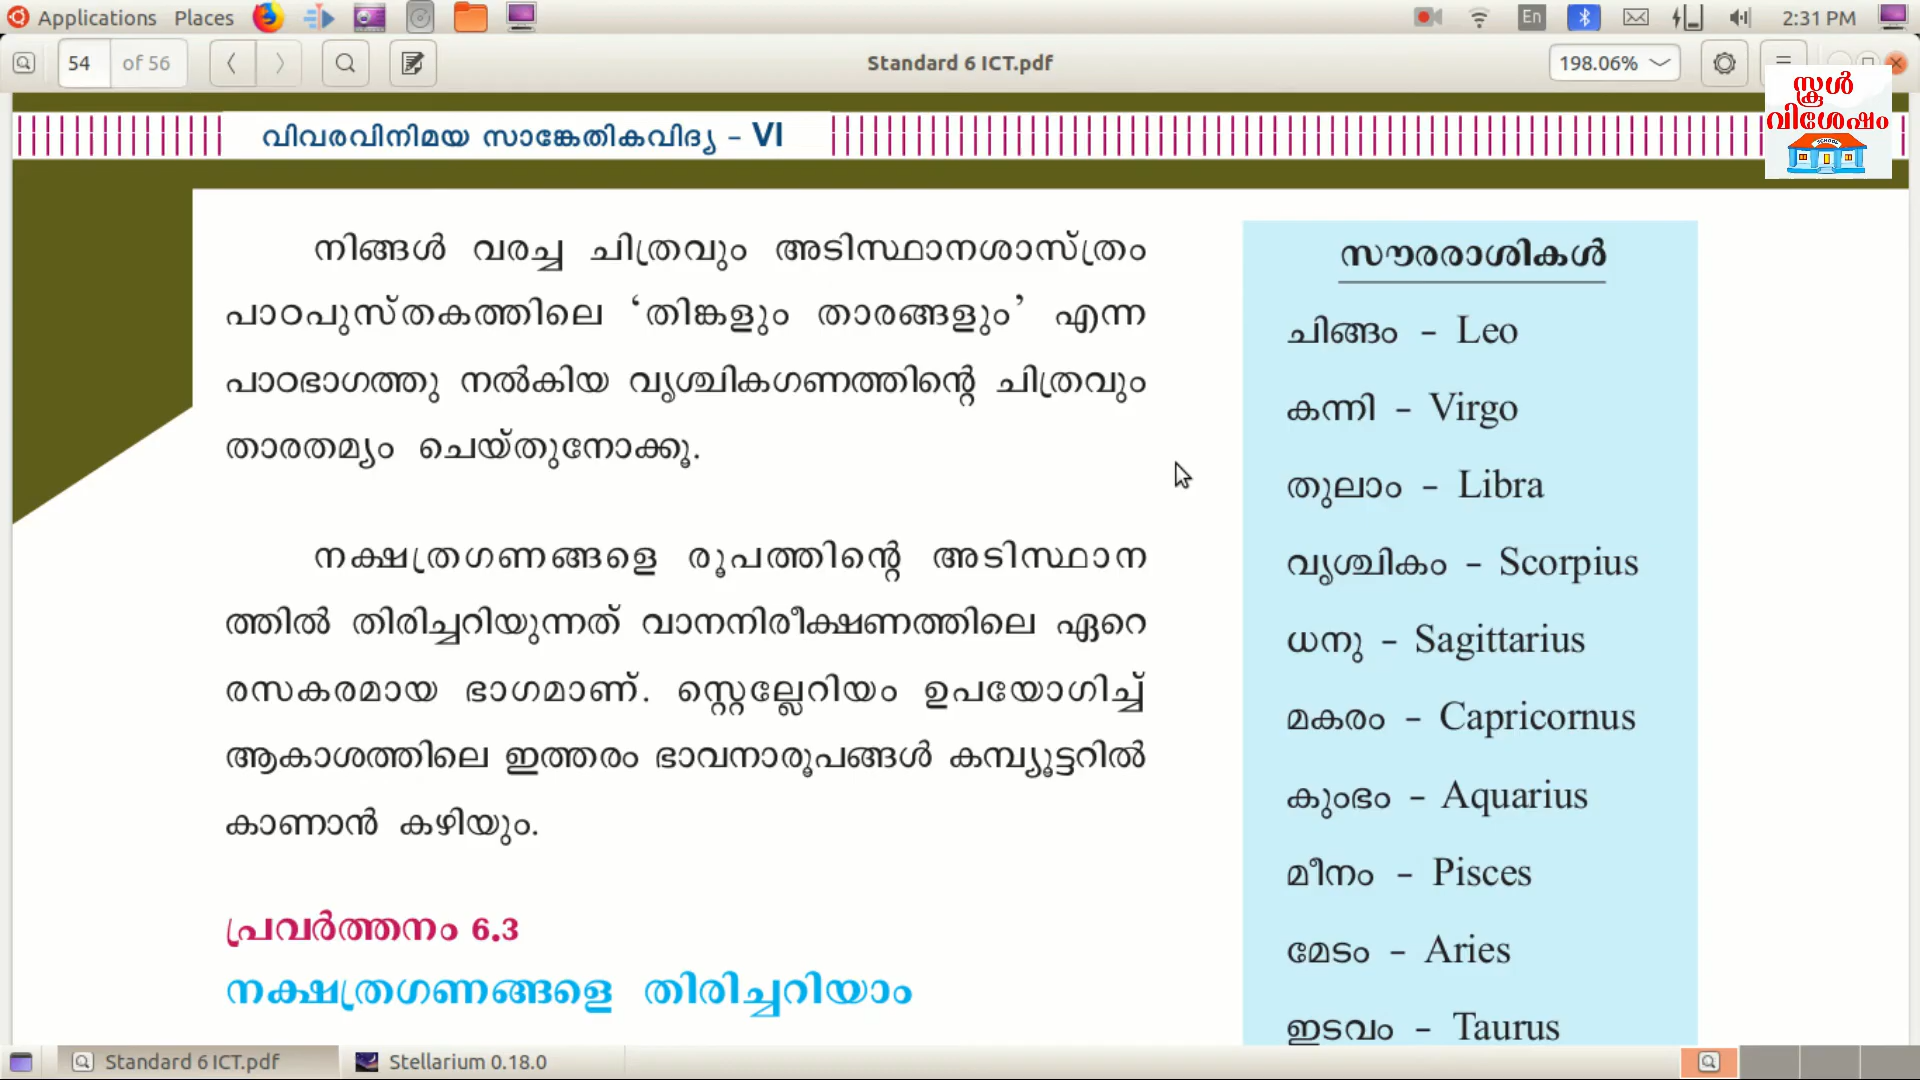 Applications Places En 2:31 PM
54 of 56 Standard 6 ICT.pdf 198.06%
സ്കൂൾ
വിശേഷം
SCHOOL
വിവരവിനിമയ സാങ്കേതികവിദ്യ – VI
നിങ്ങൾ വരച്ച ചിത്രവും അടിസ്ഥാനശാസ്ത്രം
പാഠപുസ്തകത്തിലെ ‘തിങ്കളും താരങ്ങളും’ എന്ന
പാഠഭാഗത്തു നൽകിയ വൃശ്ചികഗണത്തിന്റെ ചിത്രവും
താരതമ്യം ചെയ്തുനോക്കൂ.
നക്ഷത്രഗണങ്ങളെ രൂപത്തിന്റെ അടിസ്ഥാന
ത്തിൽ തിരിച്ചറിയുന്നത് വാനനിരീക്ഷണത്തിലെ ഏറെ
രസകരമായ ഭാഗമാണ്. സ്റ്റെല്ലേറിയം ഉപയോഗിച്ച്
ആകാശത്തിലെ ഇത്തരം ഭാവനാരൂപങ്ങൾ കമ്പ്യൂട്ടറിൽ
കാണാൻ കഴിയും.
പ്രവർത്തനം 6.3
നക്ഷത്രഗണങ്ങളെ തിരിച്ചറിയാം
സൗരരാശികൾ
ചിങ്ങം – Leo
കന്നി – Virgo
തുലാം – Libra
വൃശ്ചികം – Scorpius
ധനു – Sagittarius
മകരം – Capricornus
കുംഭം – Aquarius
മീനം – Pisces
മേടം – Aries
ഇടവം – Taurus
Standard 6 ICT.pdf Stellarium 0.18.0